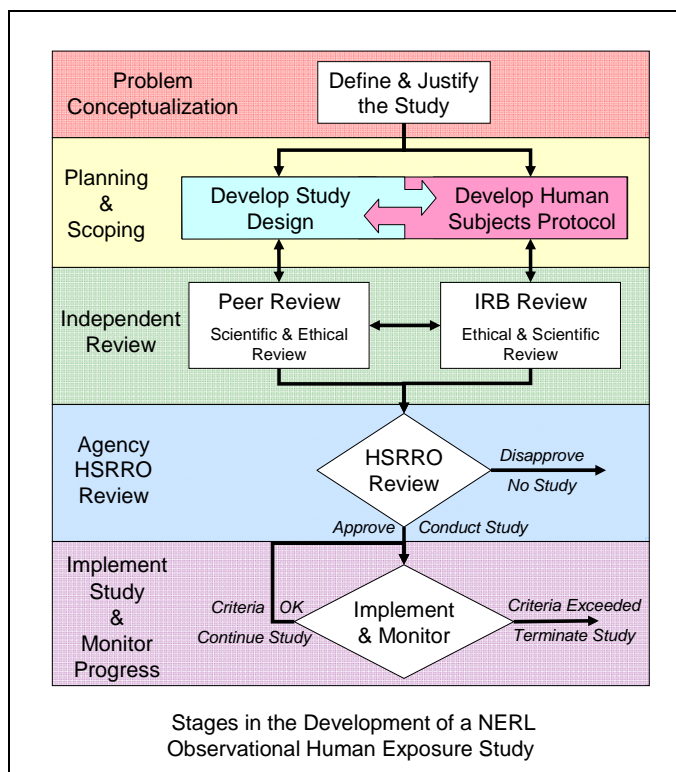 Problem
Conceptualization
Define & Justify
the Study
Planning
&
Scoping
Develop Study
Design
Develop Human
Subjects Protocol
Independent
Review
Peer Review
Scientific & Ethical
Review
IRB Review
Ethical & Scientific
Review
Agency
HSRRO
Review
HSRRO
Review
Disapprove
No Study
Approve
Conduct Study
Implement
Study
&
Monitor
Progress
Criteria OK
Continue Study
Implement
& Monitor
Criteria Exceeded
Terminate Study
Stages in the Development of a NERL
Observational Human Exposure Study